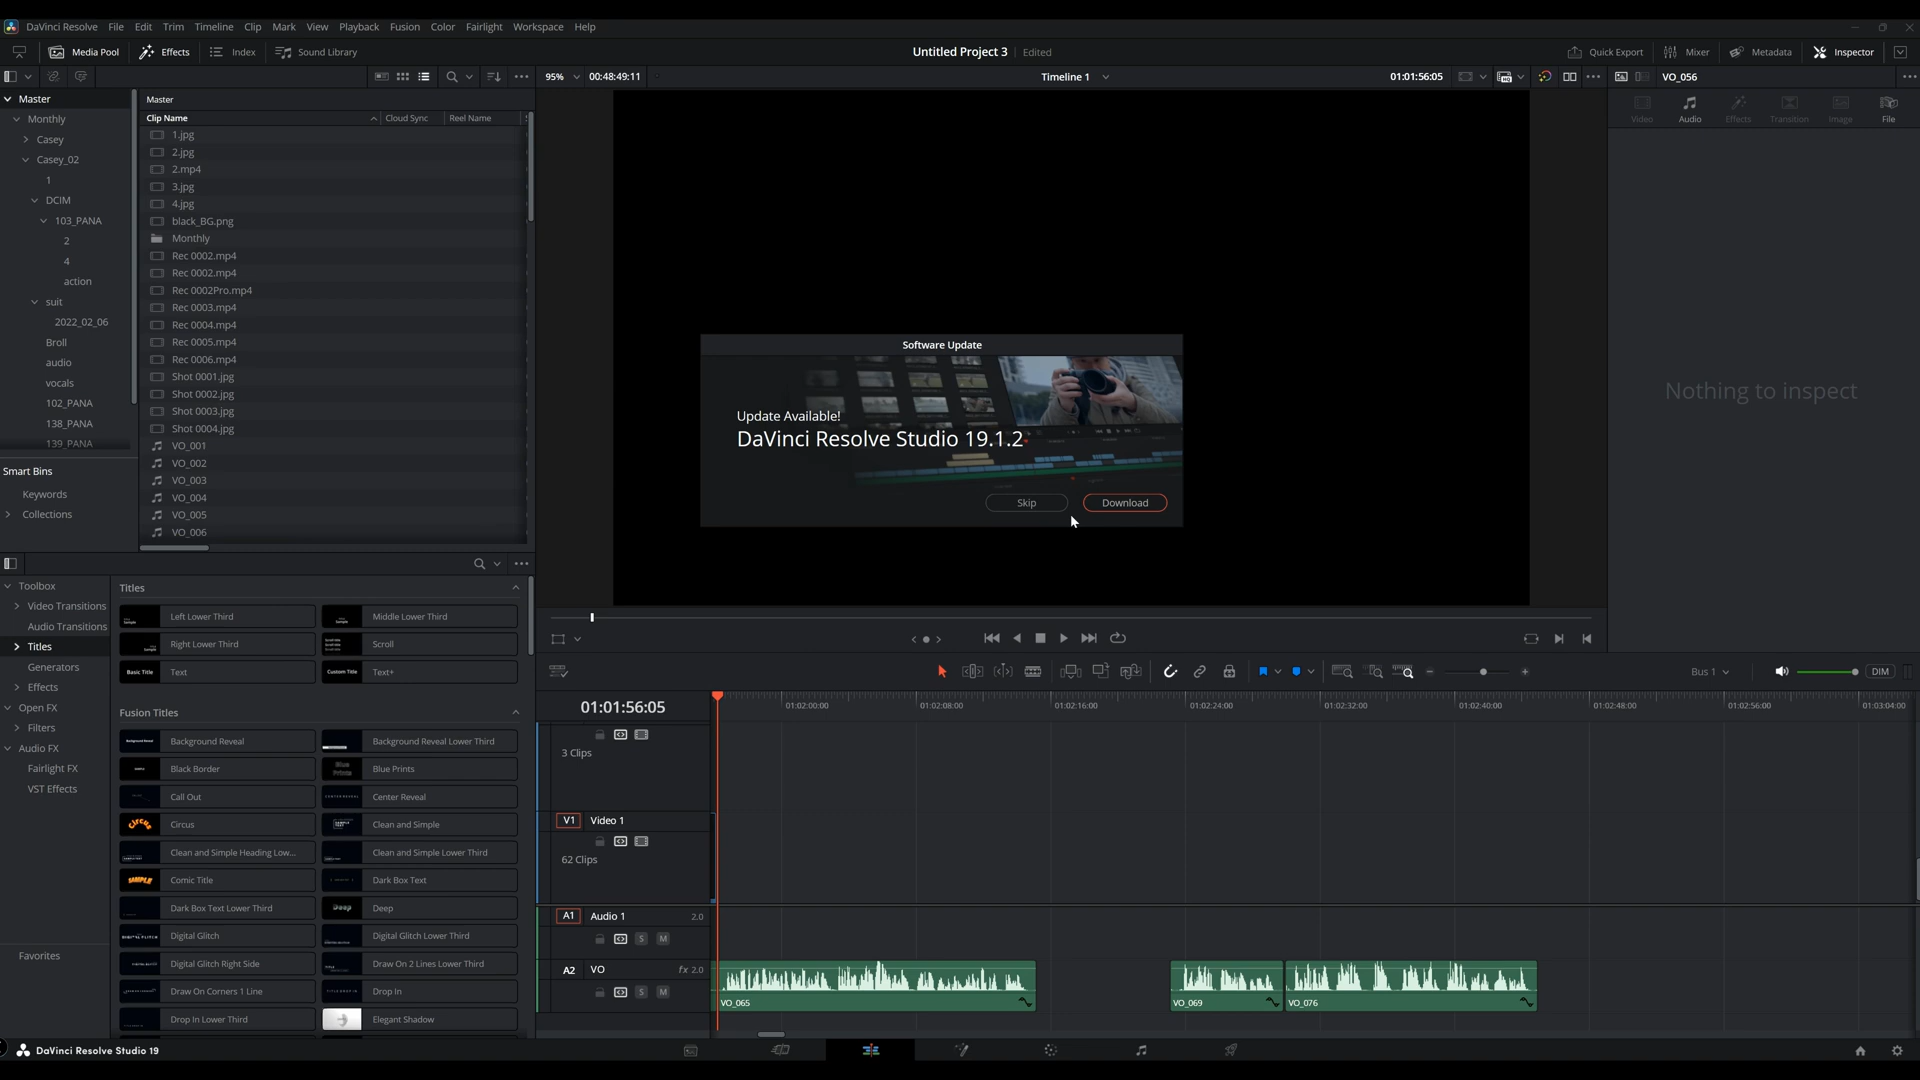 DaVinci Resolve File Edit Trim Timeline Clip Mark View Playback Fusion Color Fairlight Workspace Help
Media Pool Effects Index Sound Library Untitled Project 3 Edited Quick Export Mixer Metadata Inspector
95% 00:48:49:11 Timeline 1 01:01:56:05 VO_056
Master
Monthly
Casey
Casey_02
1
DCIM
103_PANA
2
4
action
suit
2022_02_06
Broll
audio
vocals
102_PANA
138_PANA
139_PANA
Smart Bins
Keywords
Collections
Master
Clip Name Cloud Sync Reel Name
1.jpg
2.jpg
2.mp4
3.jpg
4.jpg
black_BG.png
Monthly
Rec 0002.mp4
Rec 0002.mp4
Rec 0002Pro.mp4
Rec 0003.mp4
Rec 0004.mp4
Rec 0005.mp4
Rec 0006.mp4
Shot 0001.jpg
Shot 0002.jpg
Shot 0003.jpg
Shot 0004.jpg
VO_001
VO_002
VO_003
VO_004
VO_005
VO_006
Software Update
Update Available!
DaVinci Resolve Studio 19.1.2
Skip Download
Video Audio Effects Transition Image File
Nothing to inspect
Toolbox
Video Transitions
Audio Transitions
Titles
Generators
Effects
Open FX
Filters
Audio FX
Fairlight FX
VST Effects
Favorites
Titles
Left Lower Third Middle Lower Third
Right Lower Third Scroll
Basic Title Text Custom Title Text+
Fusion Titles
Background Reveal Background Reveal Lower Third
Black Border Blue Prints Blue Prints
Call Out CENTER REVEAL Center Reveal
CIRCUS Circus Clean and Simple
Clean and Simple Heading Low... Clean and Simple Lower Third
SAMPLE Comic Title Dark Box Text
Dark Box Text Lower Third Deep Deep
DIGITAL GLITCH Digital Glitch Digital Glitch Lower Third
Digital Glitch Right Side Draw On 2 Lines Lower Third
Draw On Corners 1 Line Drop In
Drop In Lower Third Elegant Shadow
Bus 1 DIM
01:01:56:05 01:02:00:00 01:02:08:00 01:02:16:00 01:02:24:00 01:02:32:00 01:02:40:00 01:02:48:00 01:02:56:00 01:03:04:00
3 Clips
V1 Video 1
62 Clips
A1 Audio 1 2.0
S M
A2 VO fx 2.0
S M
VO_065 VO_069 VO_076
DaVinci Resolve Studio 19